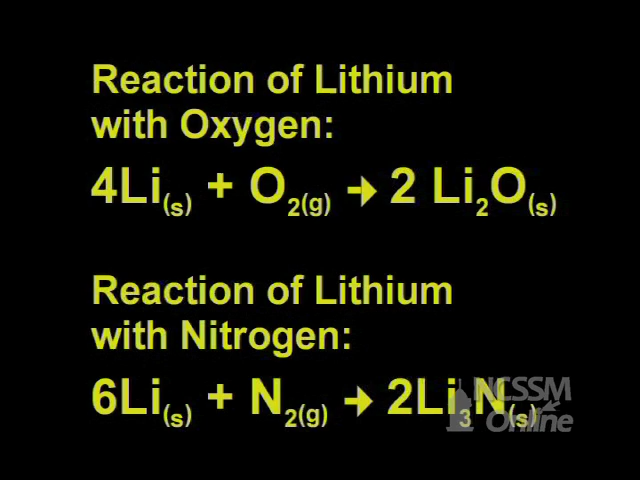 Reaction of Lithium
with Oxygen:
4Li(s) + O2(g) → 2 Li2O(s)
Reaction of Lithium
with Nitrogen:
6Li(s) + N2(g) → 2Li3N(s)
NCSSM
Online